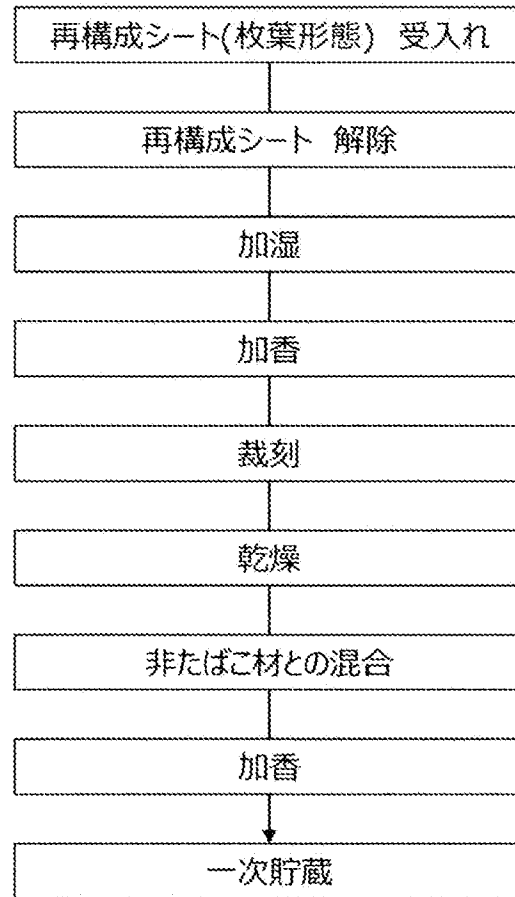 再構成シート(枚葉形態) 受入れ
再構成シート 解除
加湿
加香
裁刻
乾燥
非たばこ材との混合
加香
一次貯蔵